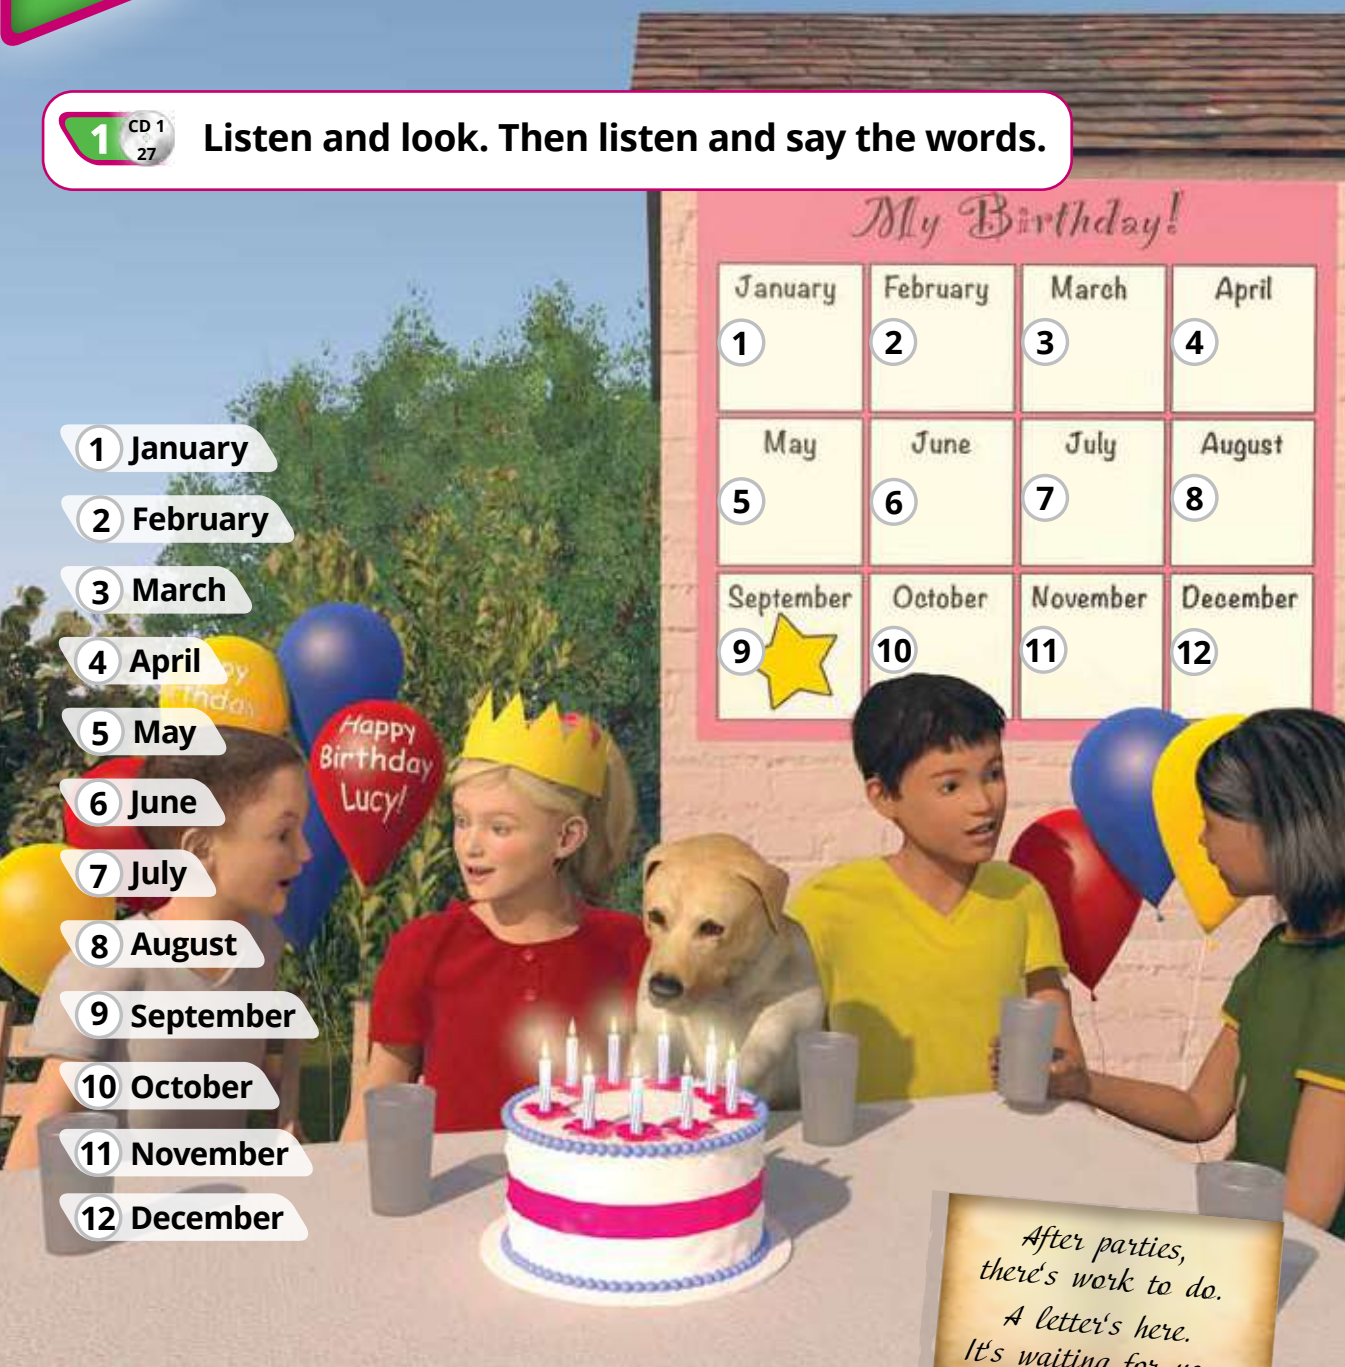 1 CD 1 27 Listen and look. Then listen and say the words.
My Birthday!
January February March April
1 2 3 4
May June July August
5 6 7 8
September October November December
9 10 11 12
1 January
2 February
3 March
4 April
5 May
6 June
7 July
8 August
9 September
10 October
11 November
12 December
Happy
Birthday
Lucy!
After parties,
there's work to do.
A letter's here.
It's waiting for